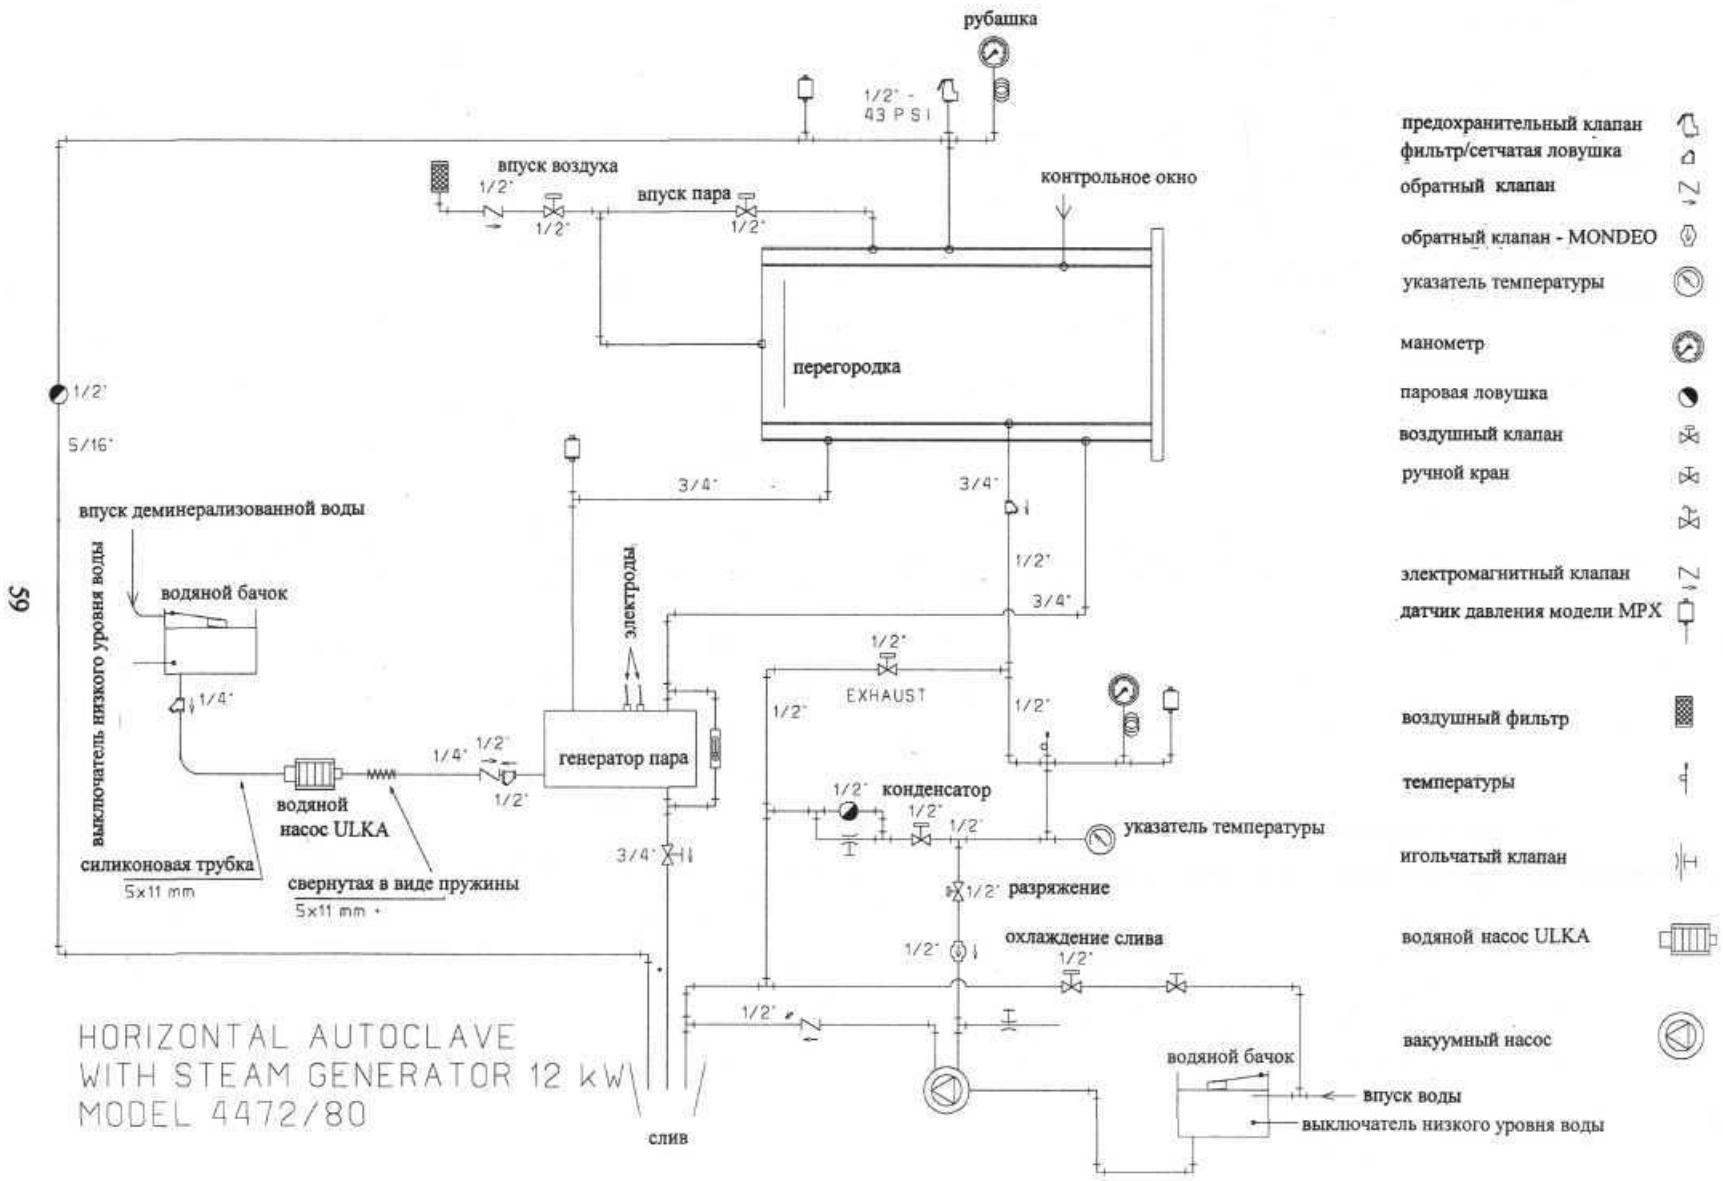 рубашка
1/2" -
43 PSI
впуск воздуха
1/2"
1/2"
впуск пара
1/2"
контрольное окно
перегородка
1/2"
5/16"
3/4"
3/4"
1/2"
3/4"
впуск деминерализованной воды
выключатель низкого уровня воды
водяной бачок
1/4"
электроды
генератор пара
1/4"
1/2"
1/2"
водяной
насос ULKA
силиконовая трубка
5x11 mm
свернутая в виде пружины
5x11 mm
3/4"
1/2"
EXHAUST
1/2"
1/2"
1/2"
конденсатор
1/2"
1/2"
указатель температуры
1/2"
разряжение
1/2"
охлаждение слива
1/2"
1/2"
водяной бачок
впуск воды
выключатель низкого уровня воды
слив
HORIZONTAL AUTOCLAVE
WITH STEAM GENERATOR 12 kW
MODEL 4472/80
59
предохранительный клапан
фильтр/сетчатая ловушка
обратный клапан
обратный клапан - MONDEO
указатель температуры
манометр
паровая ловушка
воздушный клапан
ручной кран
электромагнитный клапан
датчик давления модели MPX
воздушный фильтр
температуры
игольчатый клапан
водяной насос ULKA
вакуумный насос